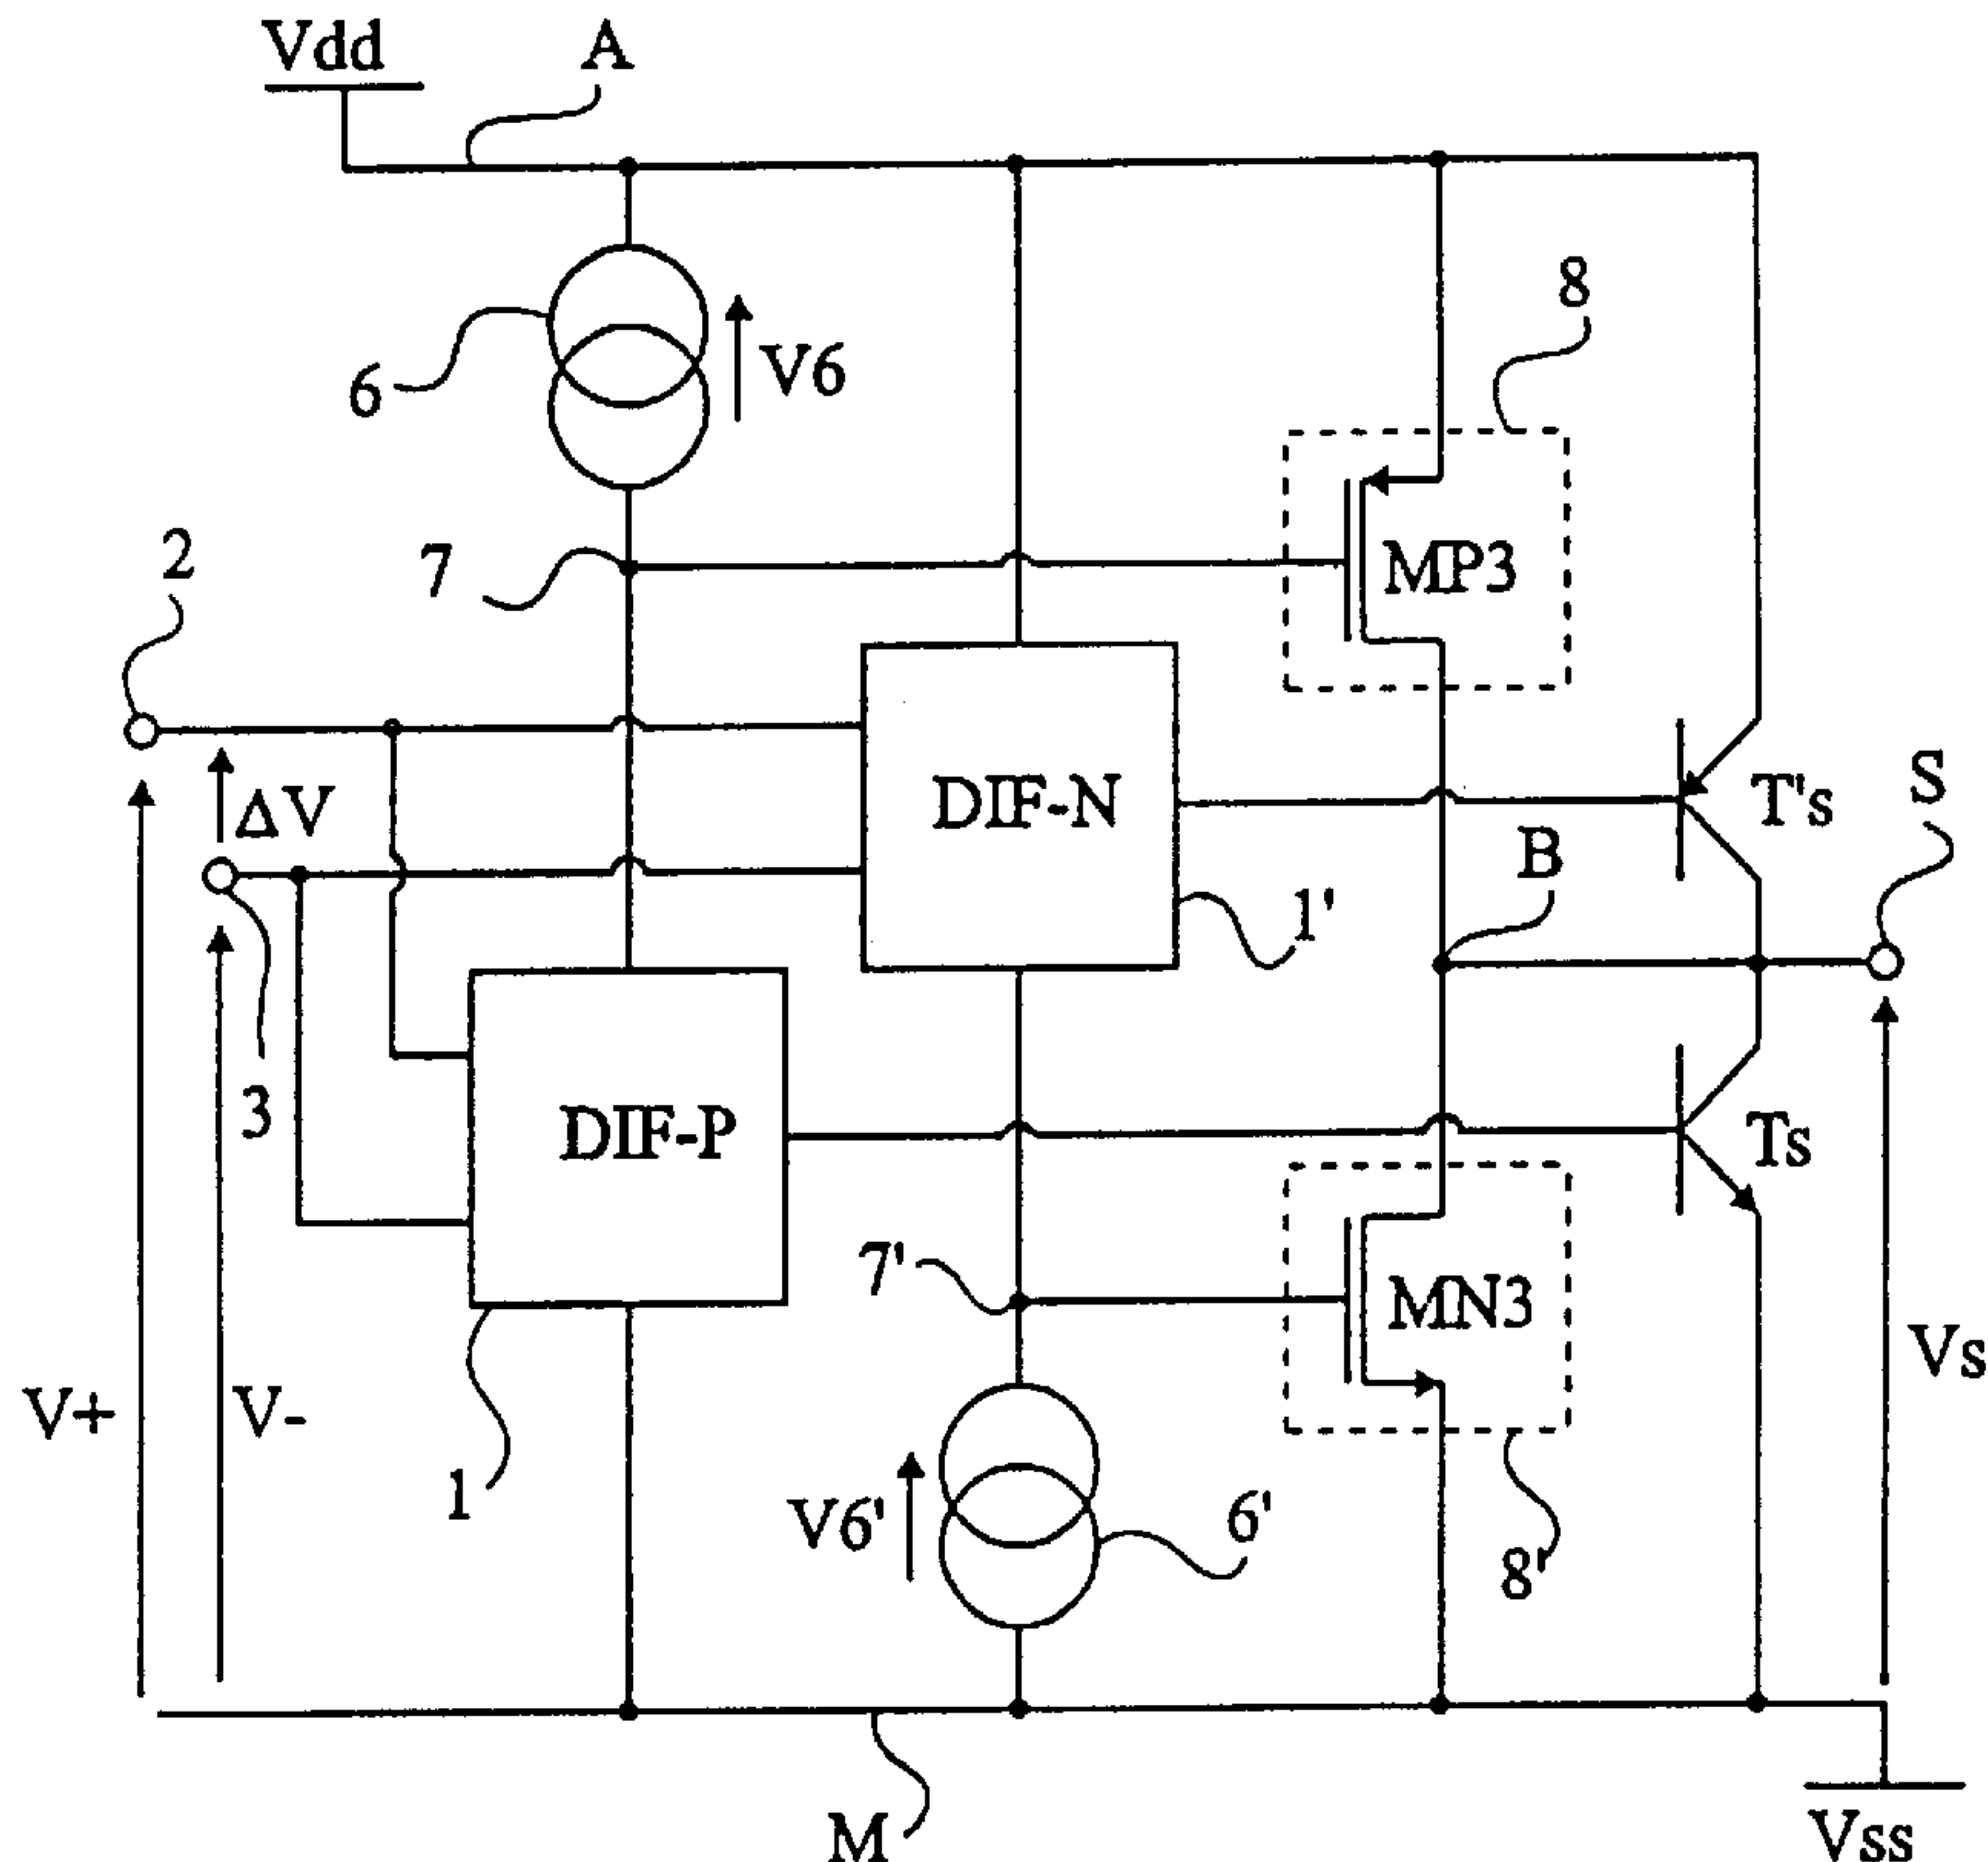 Vdd
A
8
6
V6
7
MP3
2
ΔV
DIF-N
T's
S
B
1'
3
DIF-P
Ts
7'
MN3
V+
V-
1
V6'
6'
8'
Vs
M
Vss